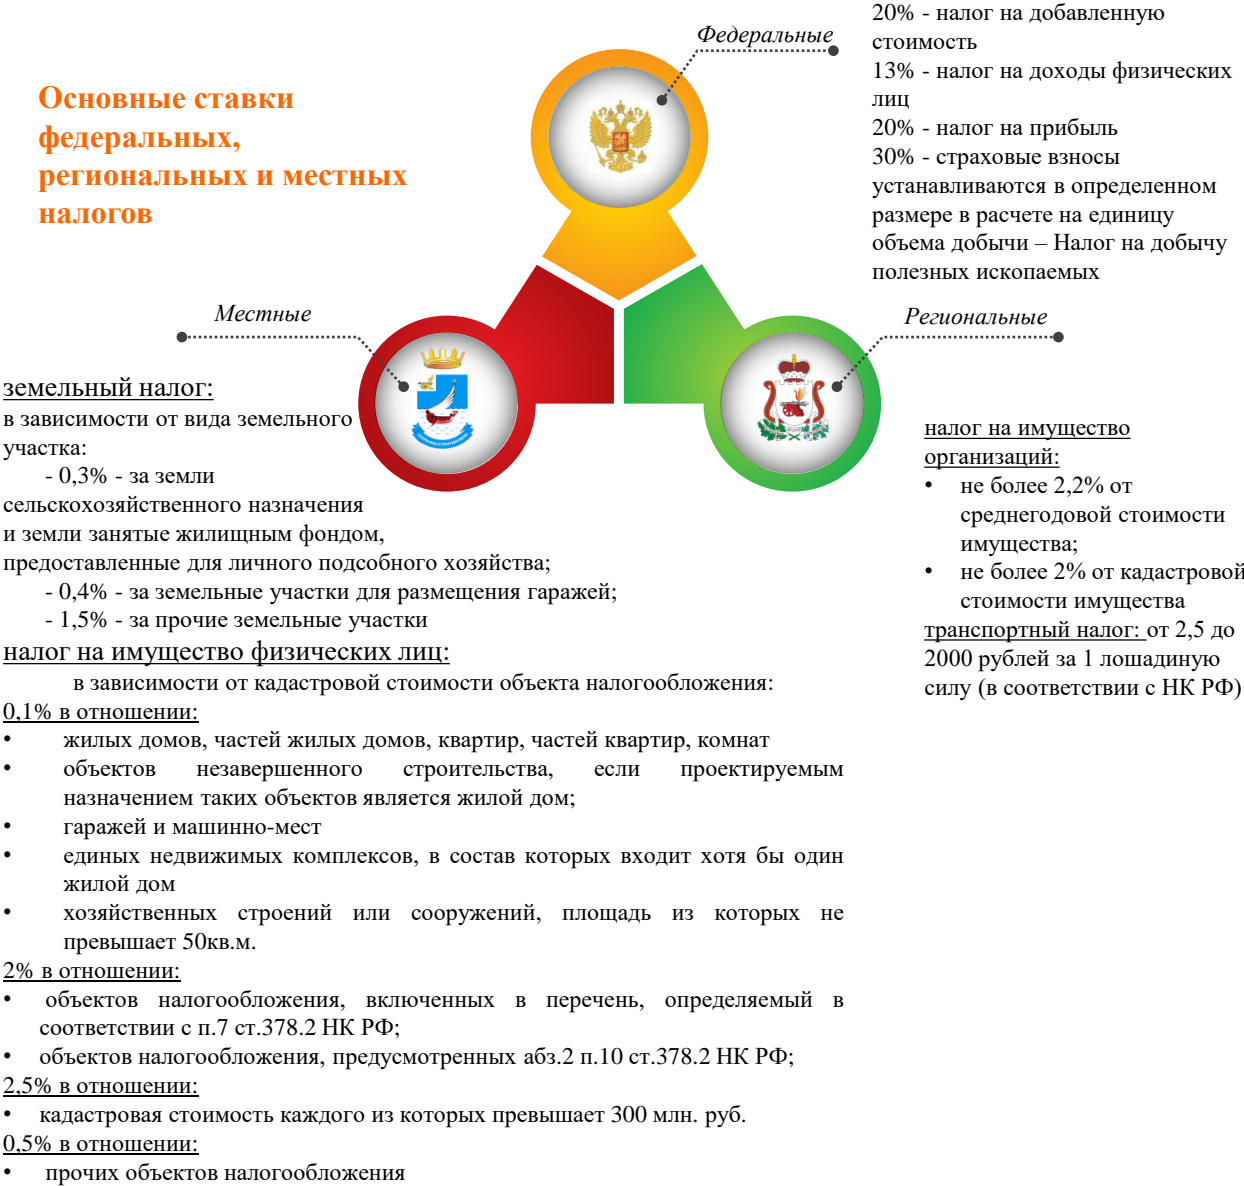 Основные ставки
федеральных,
региональных и местных
налогов
Федеральные
20% - налог на добавленную
стоимость
13% - налог на доходы физических
лиц
20% - налог на прибыль
30% - страховые взносы
устанавливаются в определенном
размере в расчете на единицу
объема добычи – Налог на добычу
полезных ископаемых
Местные
земельный налог:
в зависимости от вида земельного
участка:
- 0,3% - за земли
сельскохозяйственного назначения
и земли занятые жилищным фондом,
предоставленные для личного подсобного хозяйства;
- 0,4% - за земельные участки для размещения гаражей;
- 1,5% - за прочие земельные участки
налог на имущество физических лиц:
в зависимости от кадастровой стоимости объекта налогообложения:
0,1% в отношении:
• жилых домов, частей жилых домов, квартир, частей квартир, комнат
• объектов незавершенного строительства, если проектируемым
назначением таких объектов является жилой дом;
• гаражей и машинно-мест
• единых недвижимых комплексов, в состав которых входит хотя бы один
жилой дом
• хозяйственных строений или сооружений, площадь из которых не
превышает 50кв.м.
2% в отношении:
• объектов налогообложения, включенных в перечень, определяемый в
соответствии с п.7 ст.378.2 НК РФ;
• объектов налогообложения, предусмотренных абз.2 п.10 ст.378.2 НК РФ;
2,5% в отношении:
• кадастровая стоимость каждого из которых превышает 300 млн. руб.
0,5% в отношении:
• прочих объектов налогообложения
Региональные
налог на имущество
организаций:
• не более 2,2% от
среднегодовой стоимости
имущества;
• не более 2% от кадастровой
стоимости имущества
транспортный налог: от 2,5 до
2000 рублей за 1 лошадиную
силу (в соответствии с НК РФ)